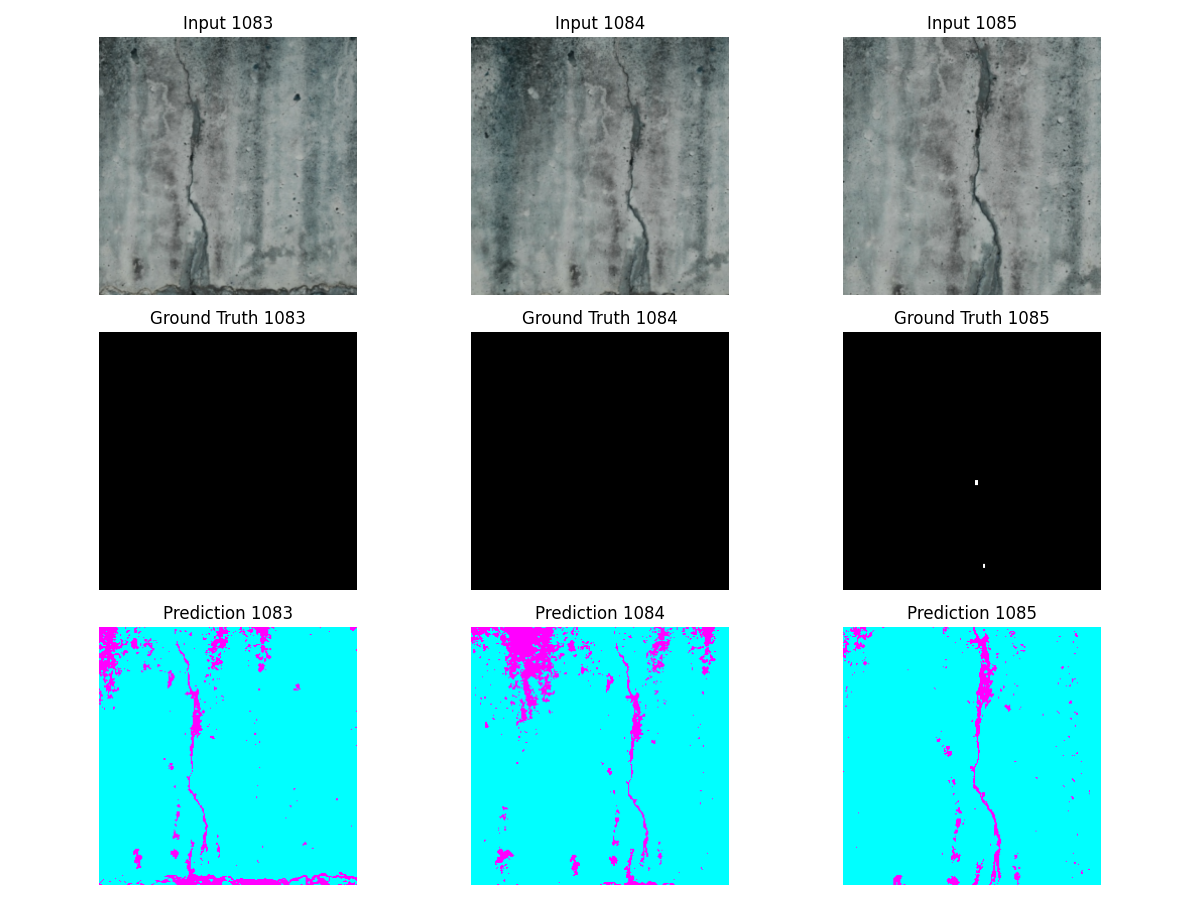 Input 1083
Input 1084
Input 1085
Ground Truth 1083
Ground Truth 1084
Ground Truth 1085
Prediction 1083
Prediction 1084
Prediction 1085